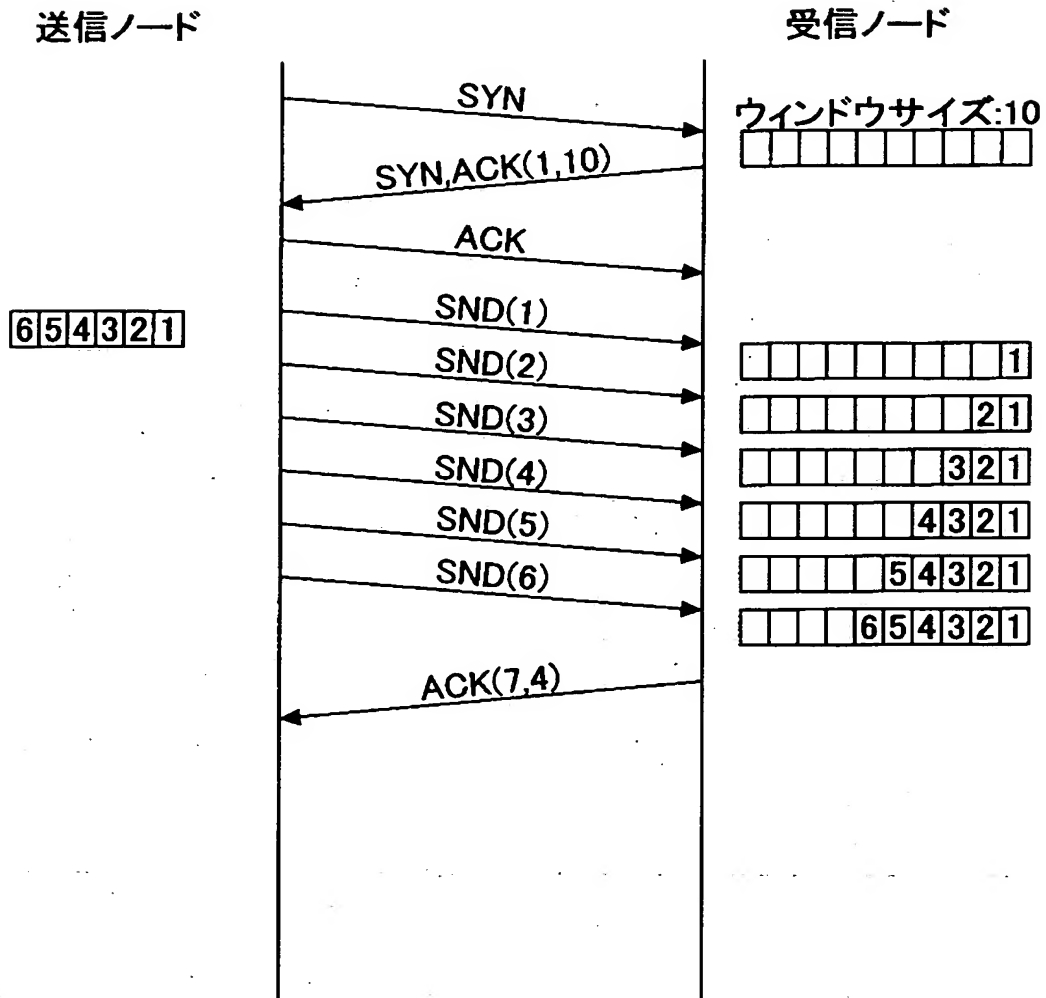 送信ノード
受信ノード
SYN
ウィンドウサイズ:10
SYN,ACK(1,10)
ACK
SND(1)
654321
SND(2)
1
SND(3)
21
SND(4)
321
SND(5)
4321
SND(6)
54321
654321
ACK(7,4)